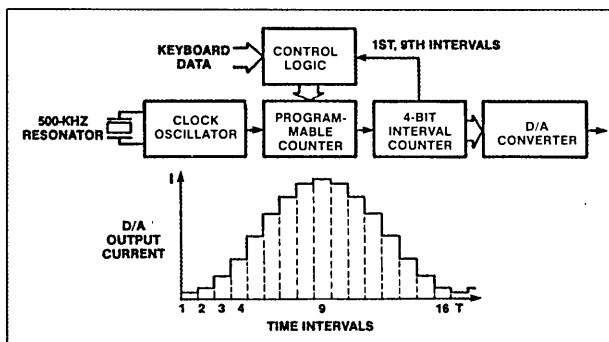 KEYBOARD
DATA
CONTROL
LOGIC
1ST, 9TH INTERVALS
500-KHZ
RESONATOR
CLOCK
OSCILLATOR
PROGRAM-
MABLE
COUNTER
4-BIT
INTERVAL
COUNTER
D/A
CONVERTER
I
D/A
OUTPUT
CURRENT
1 2 3 4 9 16 T
TIME INTERVALS